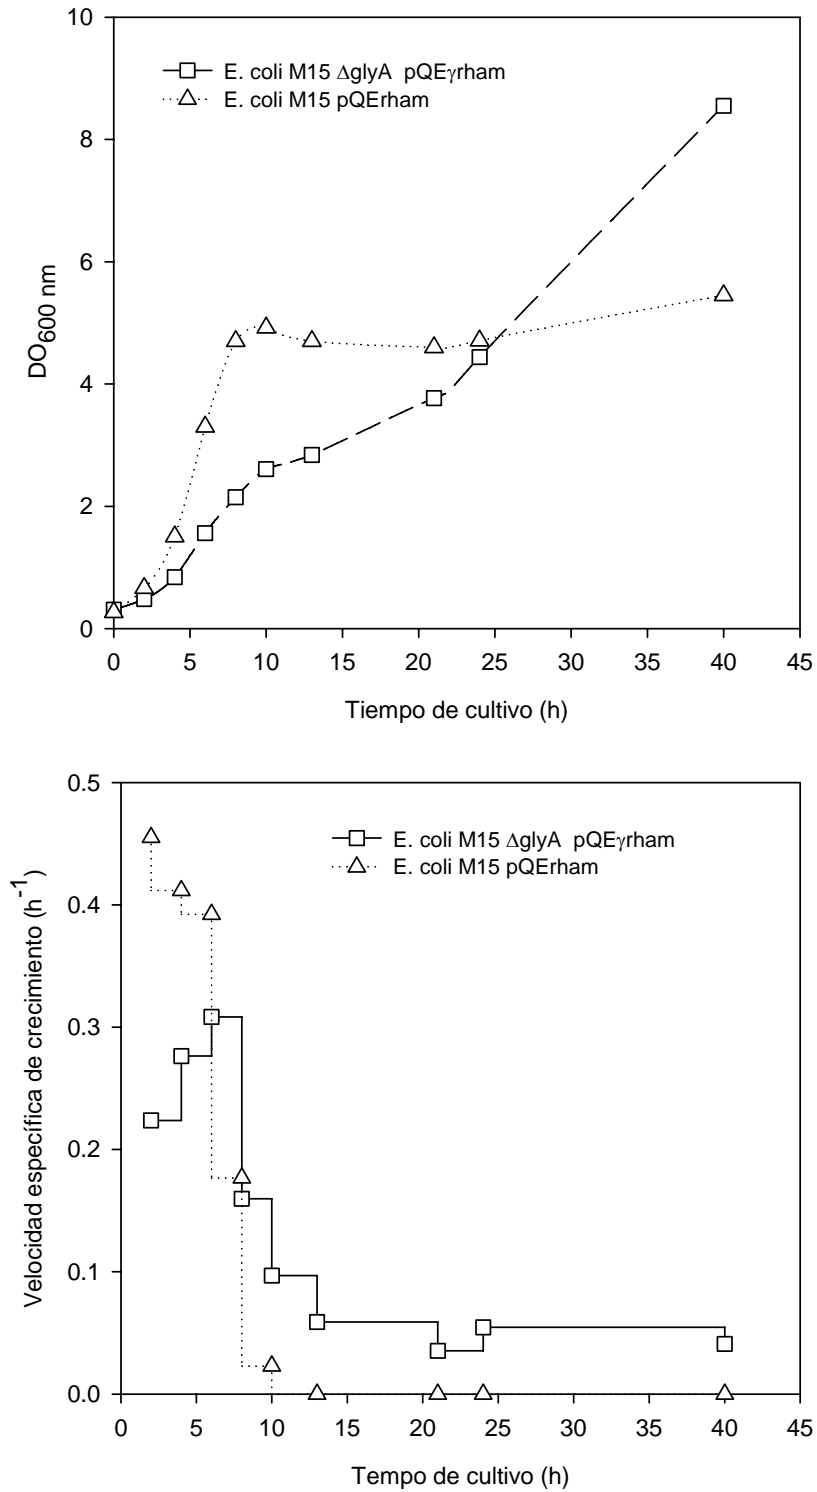 10
8
6
4
2
0
DO600 nm
E. coli M15 ΔglyA pQEγrham
E. coli M15 pQErham
0 5 10 15 20 25 30 35 40 45
Tiempo de cultivo (h)
0.5
0.4
0.3
0.2
0.1
0.0
Velocidad específica de crecimiento (h-1)
E. coli M15 ΔglyA pQEγrham
E. coli M15 pQErham
0 5 10 15 20 25 30 35 40 45
Tempo de cultivo (h)